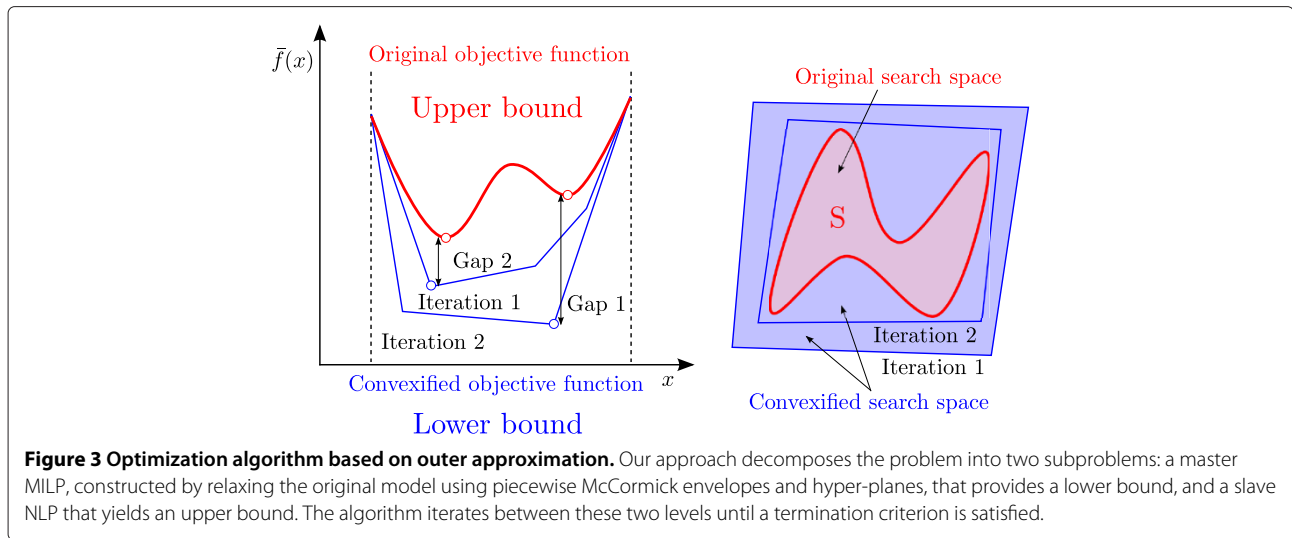 f̄(x)
Original objective function
Upper bound
Gap 2
Iteration 1
Gap 1
Iteration 2
x
Convexified objective function
Lower bound
Original search space
S
Iteration 2
Iteration 1
Convexified search space
Figure 3 Optimization algorithm based on outer approximation. Our approach decomposes the problem into two subproblems: a master
MILP, constructed by relaxing the original model using piecewise McCormick envelopes and hyper-planes, that provides a lower bound, and a slave
NLP that yields an upper bound. The algorithm iterates between these two levels until a termination criterion is satisfied.